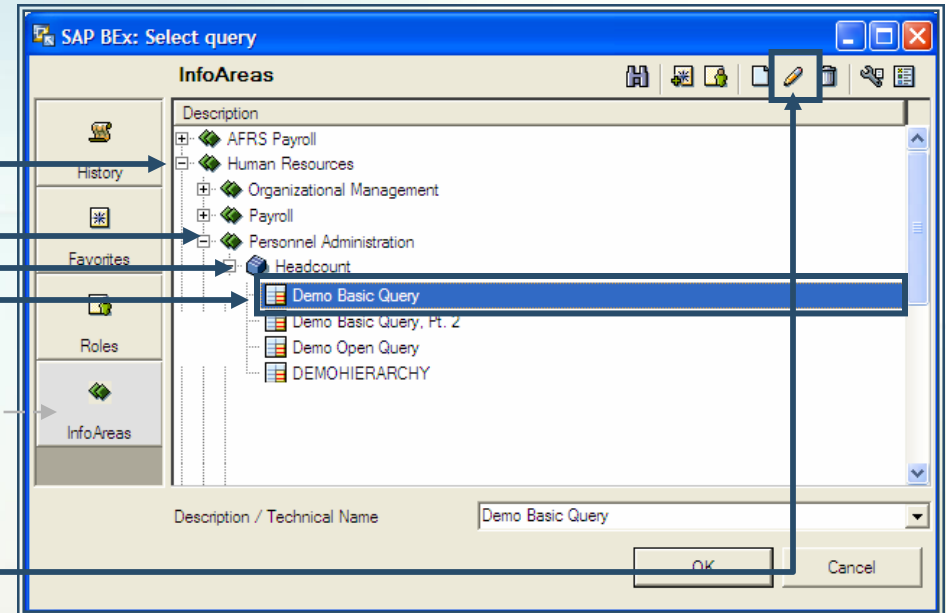 SAP BEx: Select query
InfoAreas
Description
AFRS Payroll
Human Resources
Organizational Management
Payroll
Personnel Administration
Headcount
Demo Basic Query
Demo Basic Query, Pt. 2
Demo Open Query
DEMOHIERARCHY
History
Favorites
Roles
InfoAreas
Description / Technical Name
Demo Basic Query
OK
Cancel